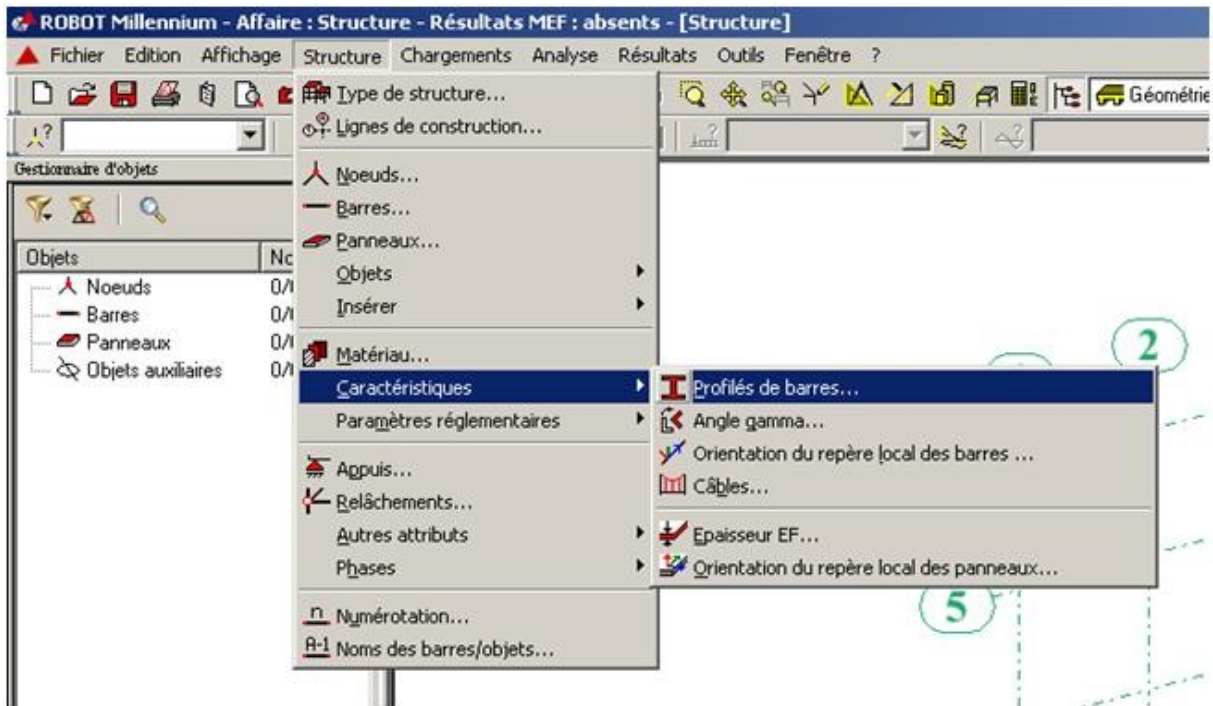 ROBOT Millennium - Affaire : Structure - Résultats MEF : absents - [Structure]
Fichier Edition Affichage Structure Chargements Analyse Résultats Outils Fenêtre ?
Géométrie
Gestionnaire d'objets
Objets
Noeuds
Barres
Panneaux
Objets auxiliaires
Type de structure...
Lignes de construction...
Noeuds...
Barres...
Panneaux...
Objets
Insérer
Matériau...
Caractéristiques
Paramètres réglementaires
Appuis...
Relâchements...
Autres attributs
Phases
n Numérotation...
A-1 Noms des barres/objets...
Profilés de barres...
Angle gamma...
Orientation du repère local des barres ...
Câbles...
Epaisseur EF...
Orientation du repère local des panneaux...
2
5